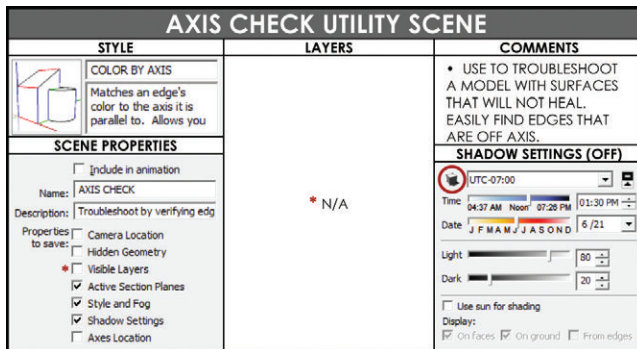 AXIS CHECK UTILITY SCENE
STYLE
COLOR BY AXIS
Matches an edge's
color to the axis it is
parallel to. Allows you
SCENE PROPERTIES
Include in animation
Name: AXIS CHECK
Description: Troubleshoot by verifying edg
Properties
to save:
Camera Location
Hidden Geometry
* Visible Layers
Active Section Planes
Style and Fog
Shadow Settings
Axes Location
LAYERS
* N/A
COMMENTS
• USE TO TROUBLESHOOT
A MODEL WITH SURFACES
THAT WILL NOT HEAL.
EASILY FIND EDGES THAT
ARE OFF AXIS.
SHADOW SETTINGS (OFF)
UTC-07:00
Time 04:37 AM Noon 07:26 PM 01:30 PM
Date J F M A M J J A S O N D 6 /21
Light 80
Dark 20
Use sun for shading
Display:
On faces On ground From edges